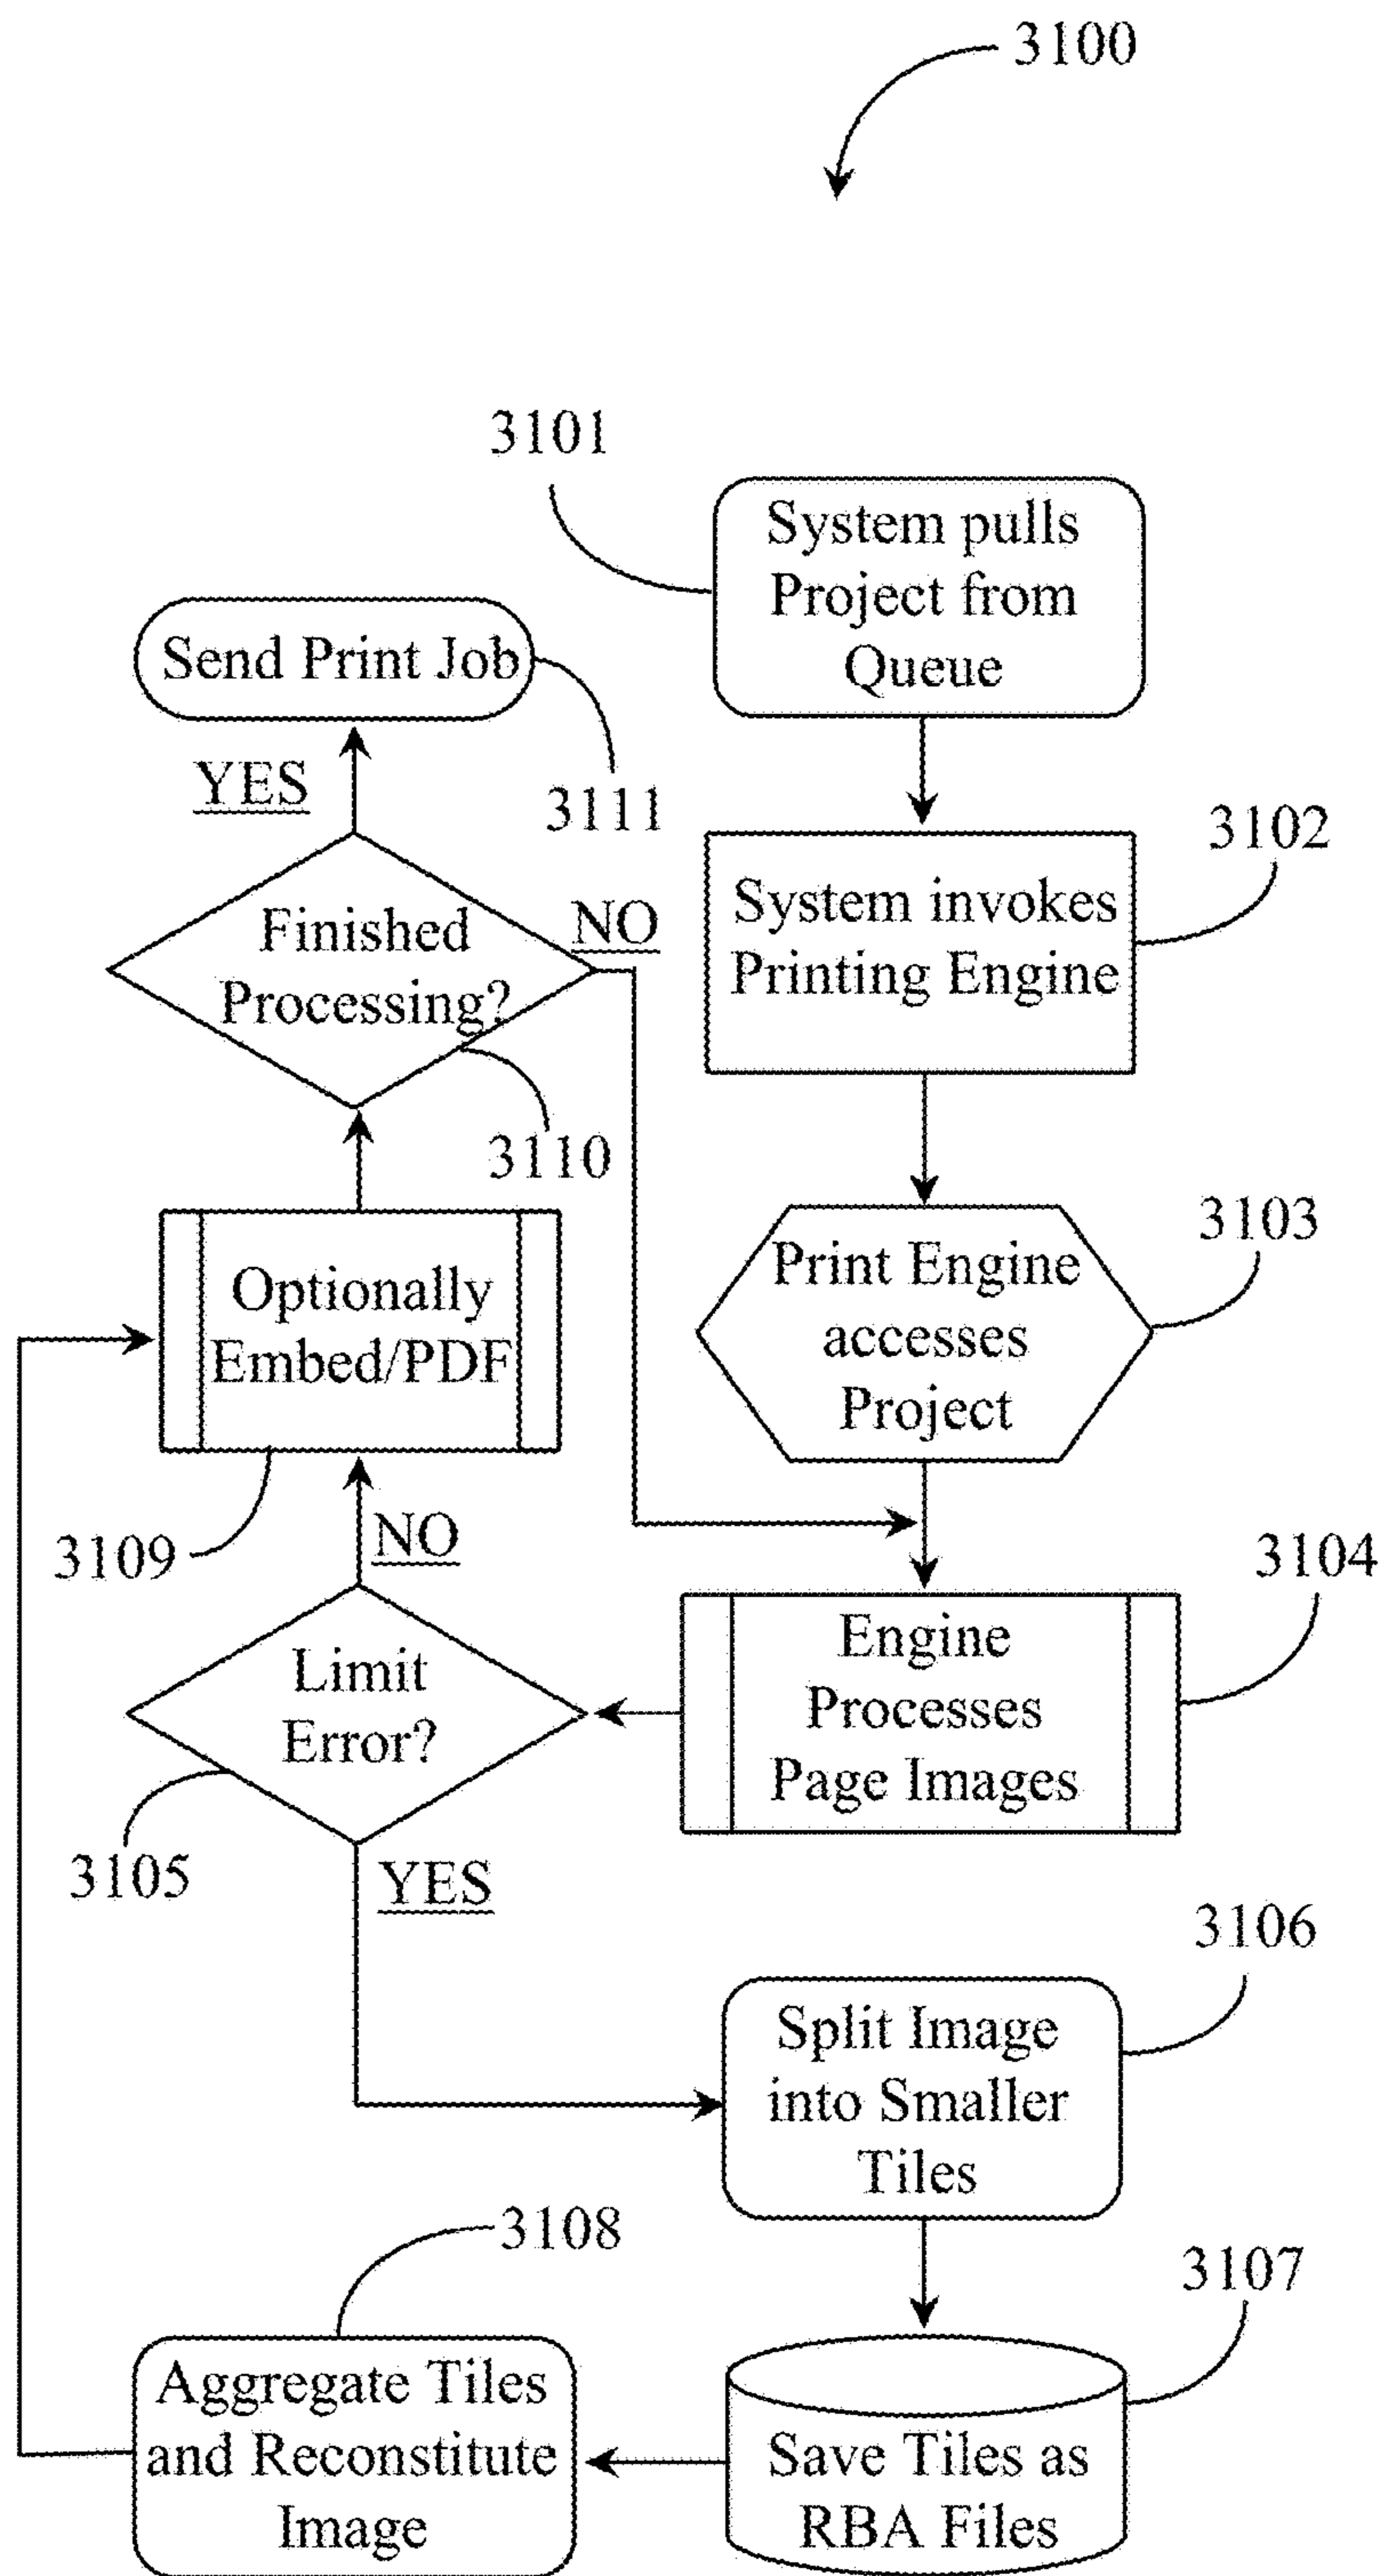 3100
3101
System pulls
Project from
Queue
Send Print Job
YES
3111
3102
System invokes
Printing Engine
Finished
Processing?
NO
3110
3103
Print Engine
accesses
Project
Optionally
Embed/PDF
3109
NO
3104
Engine
Processes
Page Images
Limit
Error?
3105
YES
3106
Split Image
into Smaller
Tiles
3108
3107
Aggregate Tiles
and Reconstitute
Image
Save Tiles as
RBA Files